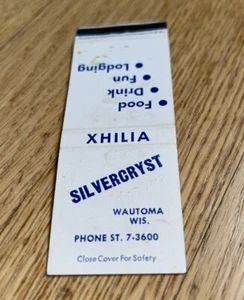 • Food
• Drink
• Fun
• Lodging
XHILIA
SILVERCRYST
WAUTOMA
WIS.
PHONE ST. 7-3600
Close Cover For Safety